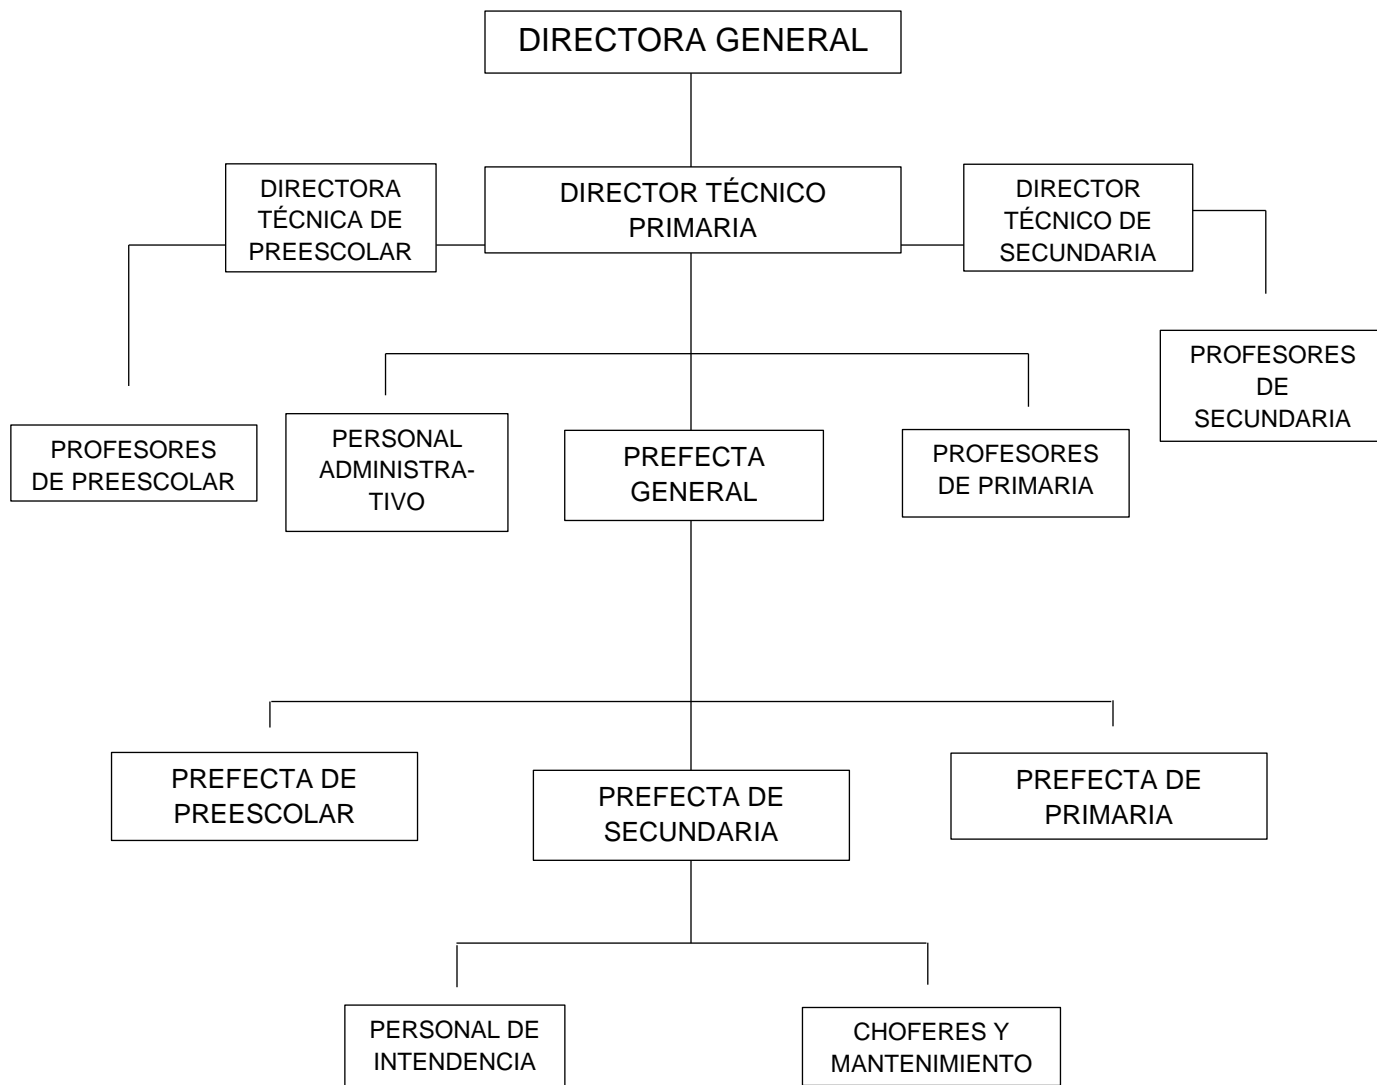 DIRECTORA GENERAL
DIRECTORA
TÉCNICA DE
PREESCOLAR
DIRECTOR TÉCNICO
PRIMARIA
DIRECTOR
TÉCNICO DE
SECUNDARIA
PROFESORES
DE
SECUNDARIA
PROFESORES
DE PREESCOLAR
PERSONAL
ADMINISTRA-
TIVO
PREFECTA
GENERAL
PROFESORES
DE PRIMARIA
PREFECTA DE
PREESCOLAR
PREFECTA DE
SECUNDARIA
PREFECTA DE
PRIMARIA
PERSONAL DE
INTENDENCIA
CHOFERES Y
MANTENIMIENTO